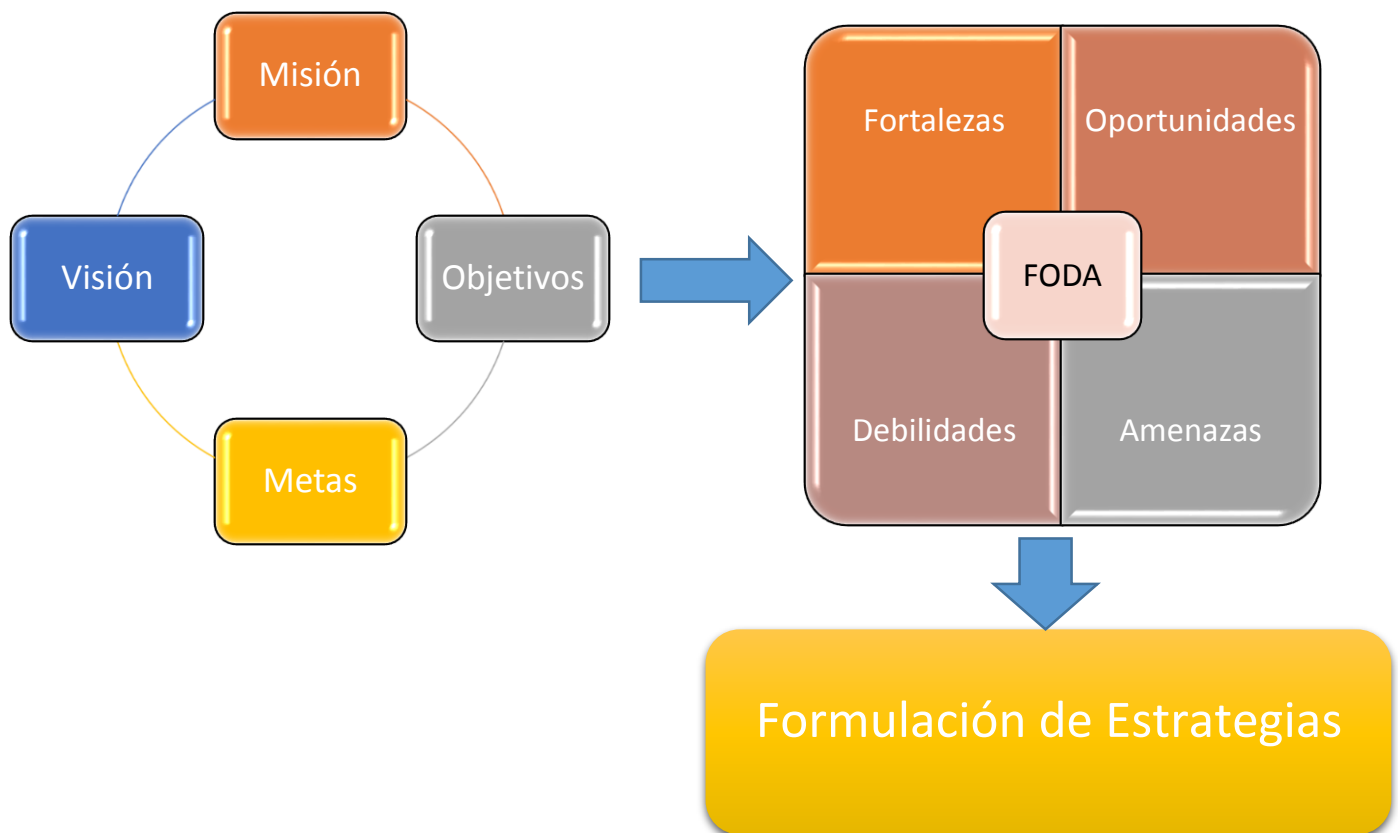 Misión
Visión
Objetivos
Metas
Fortalezas
Oportunidades
FODA
Debilidades
Amenazas
Formulación de Estrategias